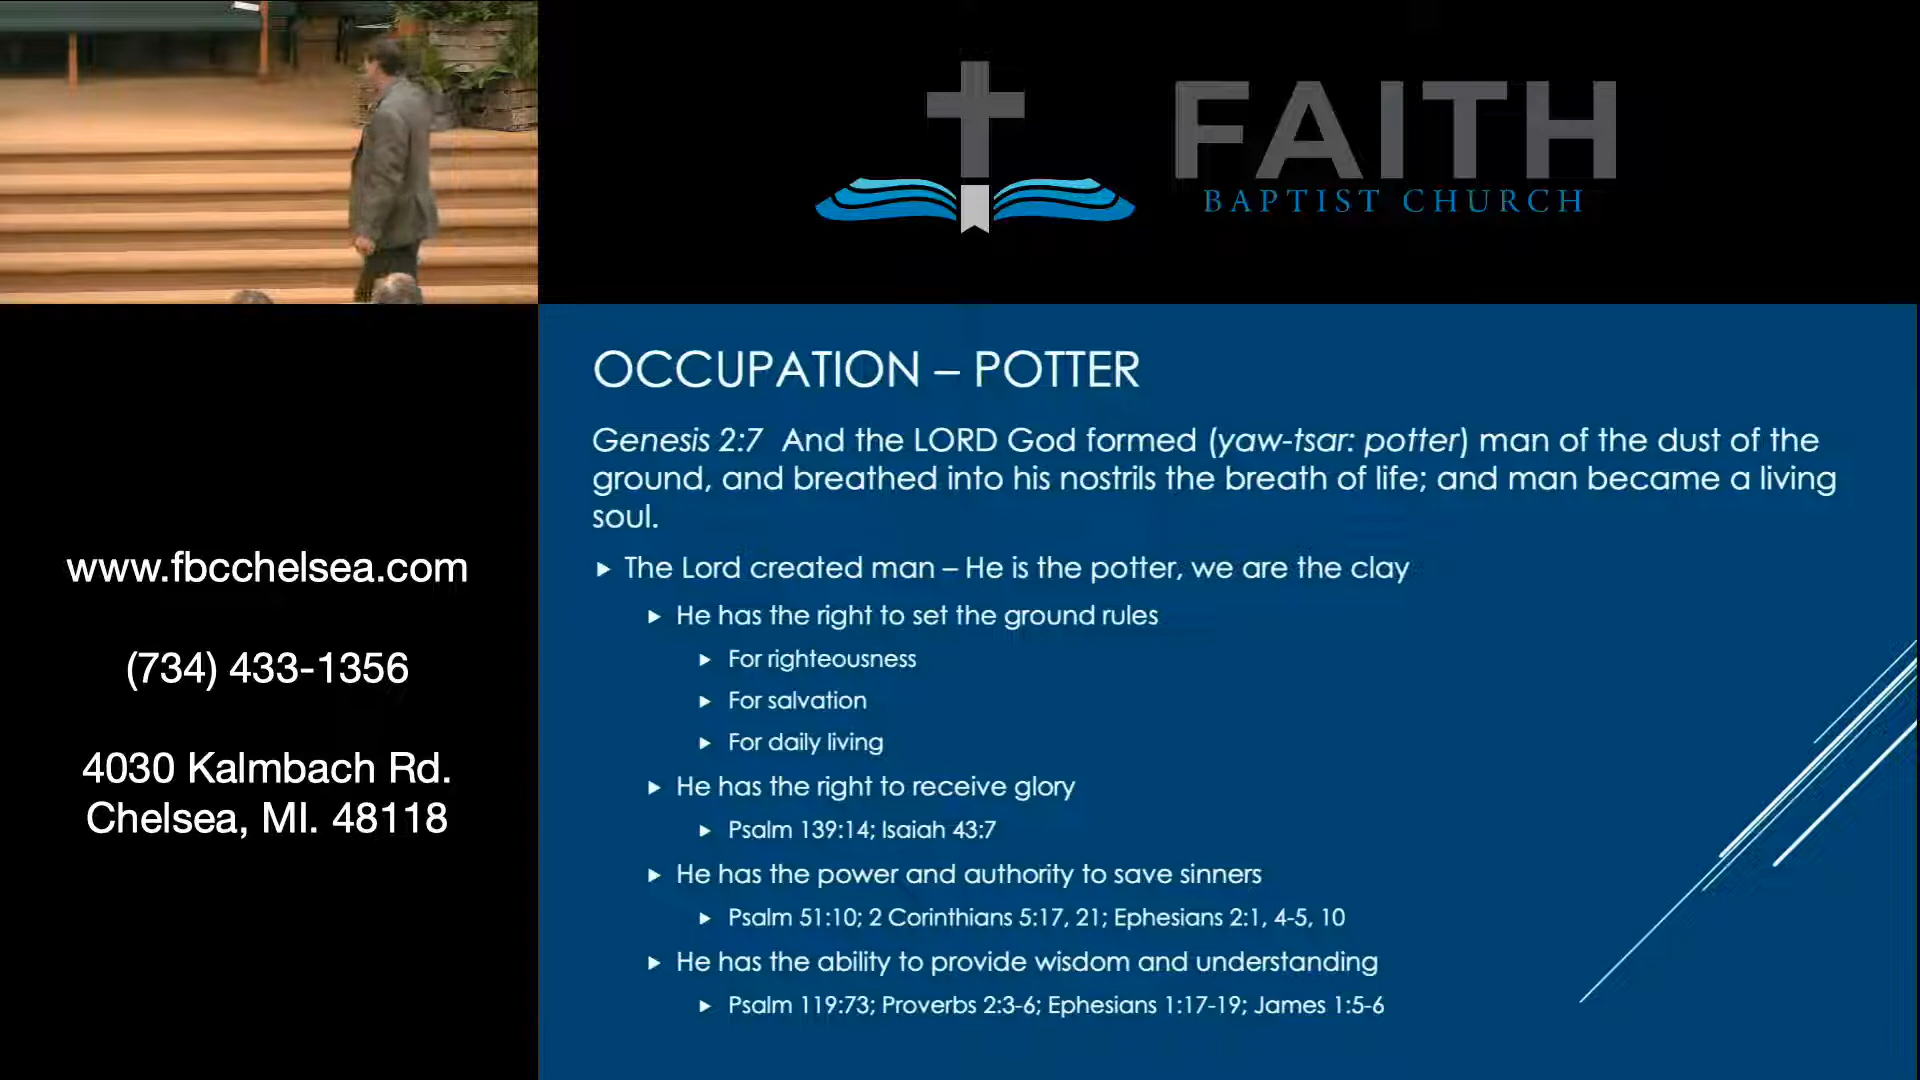 FAITH
BAPTIST CHURCH
OCCUPATION – POTTER
Genesis 2:7 And the LORD God formed (yaw-tsar: potter) man of the dust of the
ground, and breathed into his nostrils the breath of life; and man became a living
soul.
The Lord created man – He is the potter, we are the clay
He has the right to set the ground rules
For righteousness
For salvation
For daily living
He has the right to receive glory
Psalm 139:14; Isaiah 43:7
He has the power and authority to save sinners
Psalm 51:10; 2 Corinthians 5:17, 21; Ephesians 2:1, 4-5, 10
He has the ability to provide wisdom and understanding
Psalm 119:73; Proverbs 2:3-6; Ephesians 1:17-19; James 1:5-6
www.fbcchelsea.com
(734) 433-1356
4030 Kalmbach Rd.
Chelsea, MI. 48118